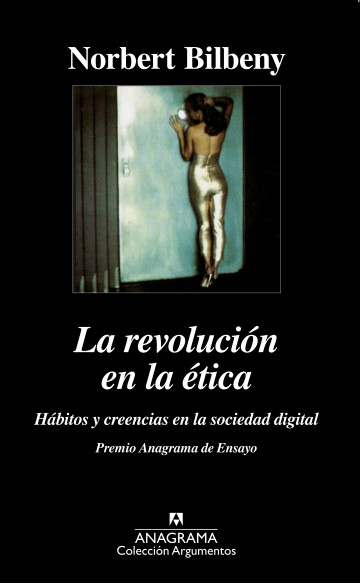 Norbert Bilbeny
La revolución
en la ética
Hábitos y creencias en la sociedad digital
Premio Anagrama de Ensayo
ANAGRAMA
Colección Argumentos